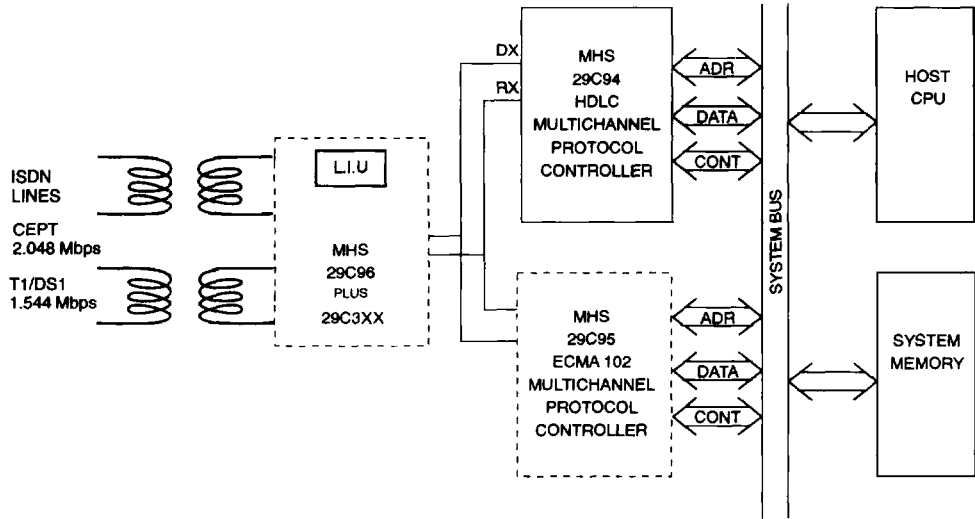 ISDN
LINES
CEPT
2.048 Mbps
T1/DS1
1.544 Mbps
L.I.U
MHS
29C96
PLUS
29C3XX
DX
RX
MHS
29C94
HDLC
MULTICHANNEL
PROTOCOL
CONTROLLER
ADR
DATA
CONT
MHS
29C95
ECMA 102
MULTICHANNEL
PROTOCOL
CONTROLLER
ADR
DATA
CONT
SYSTEM BUS
HOST
CPU
SYSTEM
MEMORY